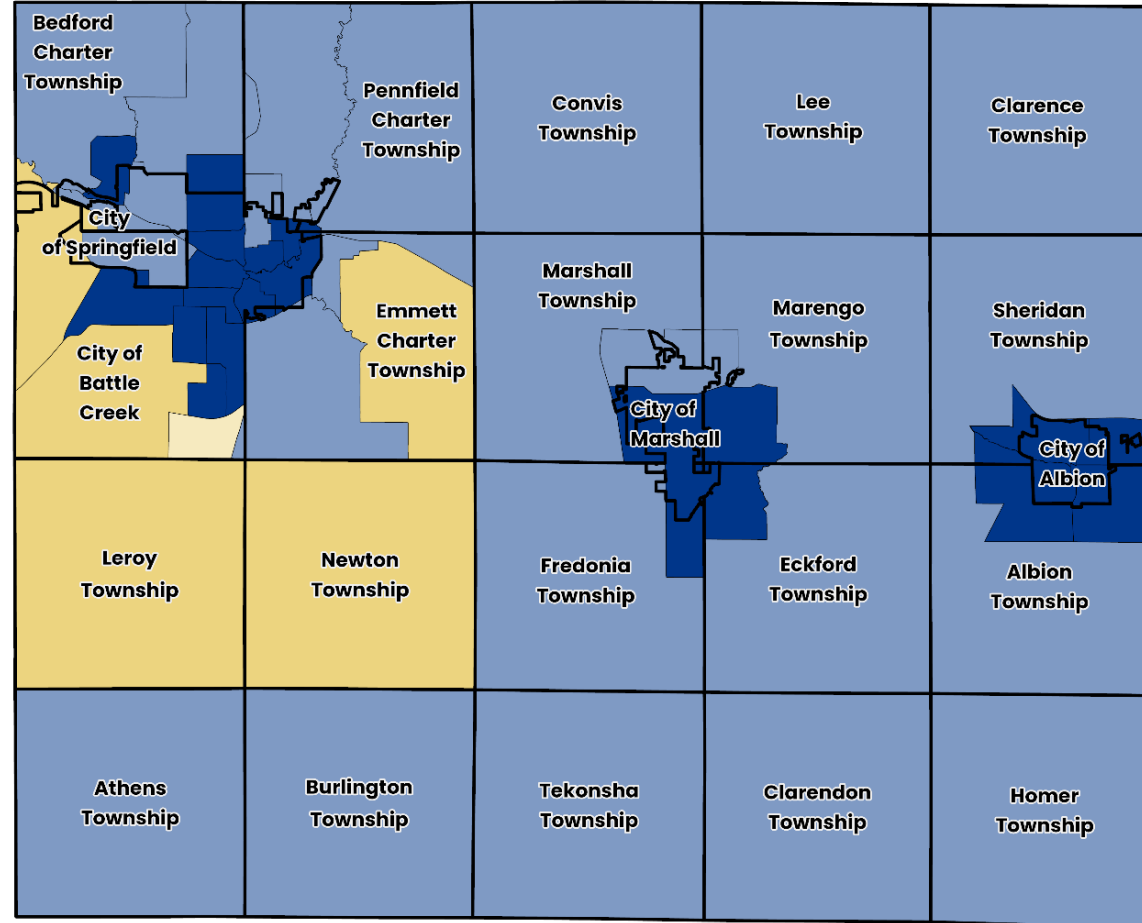 Bedford
Charter
Township
Pennfield
Charter
Township
Convis
Township
Lee
Township
Clarence
Township
City
of Springfield
Marshall
Township
Marengo
Township
Sheridan
Township
Emmett
Charter
Township
City of
Battle
Creek
City of
Marshall
City of
Albion
Leroy
Township
Newton
Township
Fredonia
Township
Eckford
Township
Albion
Township
Athens
Township
Burlington
Township
Tekonsha
Township
Clarendon
Township
Homer
Township